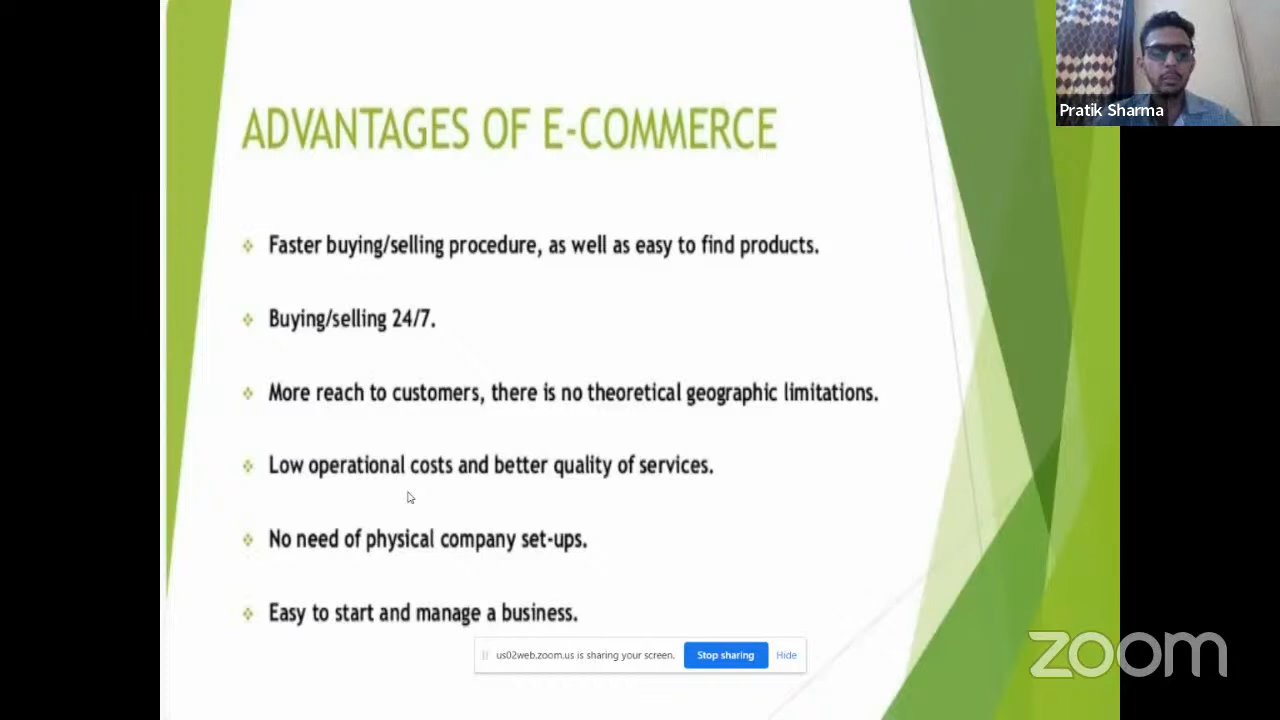 Pratik Sharma
ADVANTAGES OF E-COMMERCE
Faster buying/selling procedure, as well as easy to find products.
Buying/selling 24/7.
More reach to customers, there is no theoretical geographic limitations.
Low operational costs and better quality of services.
No need of physical company set-ups.
Easy to start and manage a business.
us02web.zoom.us is sharing your screen. Stop sharing Hide
zoom